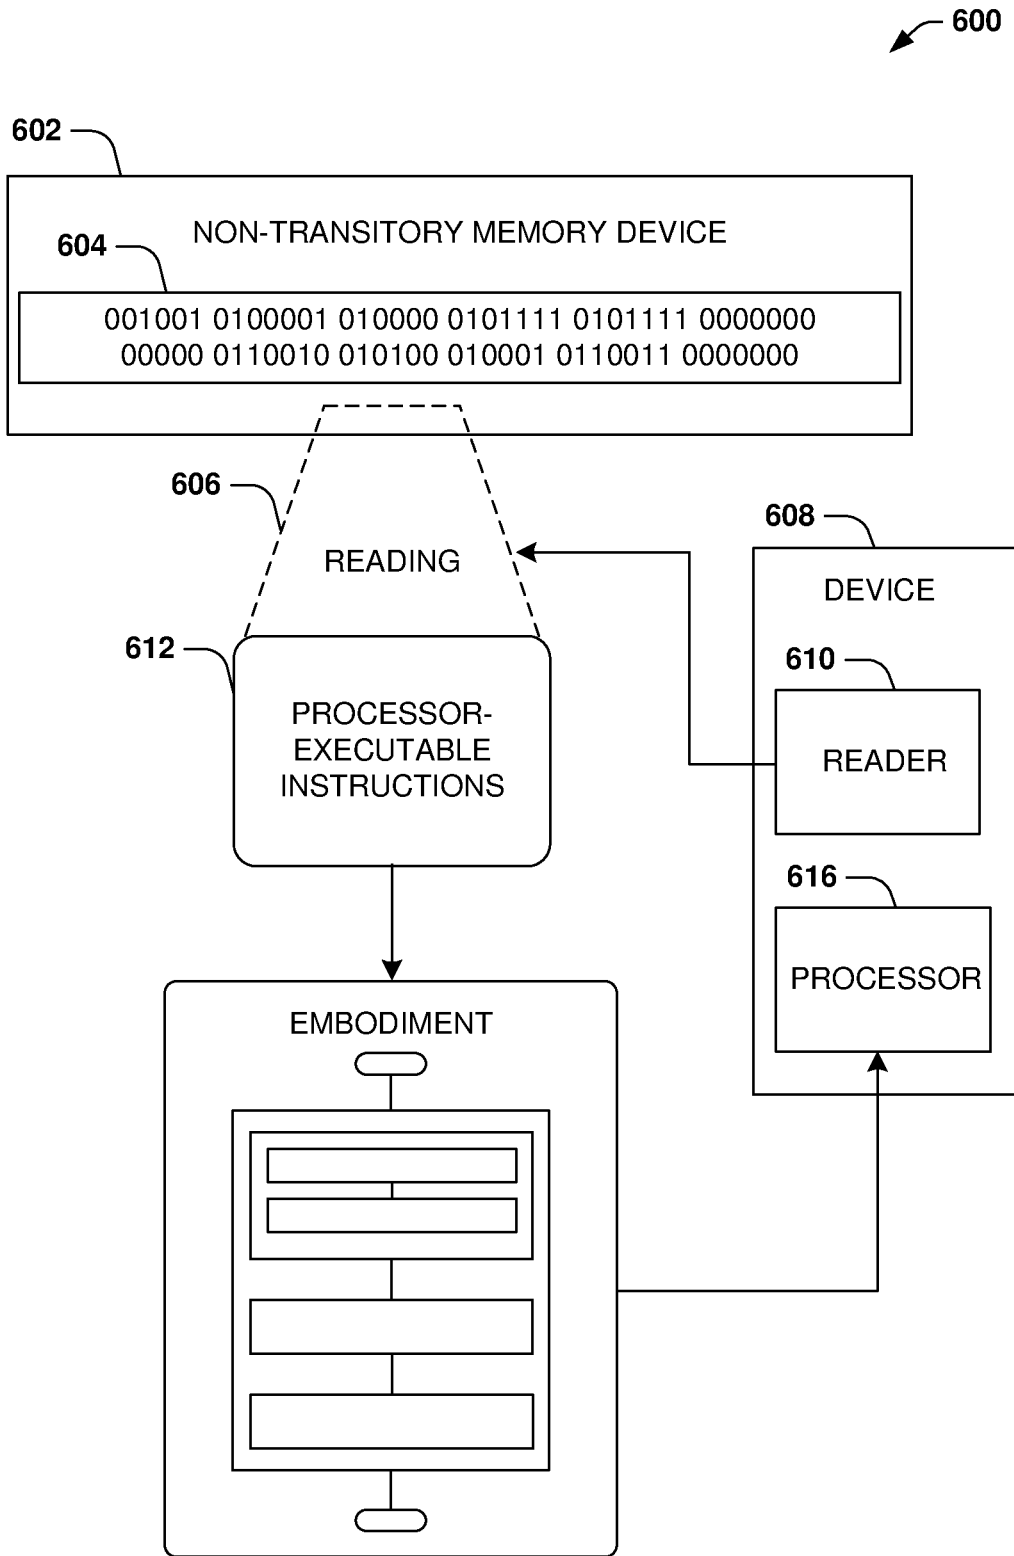 600
602
NON-TRANSITORY MEMORY DEVICE
604
001001 0100001 010000 0101111 0101111 0000000
00000 0110010 010100 010001 0110011 0000000
606
READING
608
DEVICE
610
READER
612
PROCESSOR-
EXECUTABLE
INSTRUCTIONS
616
PROCESSOR
EMBODIMENT